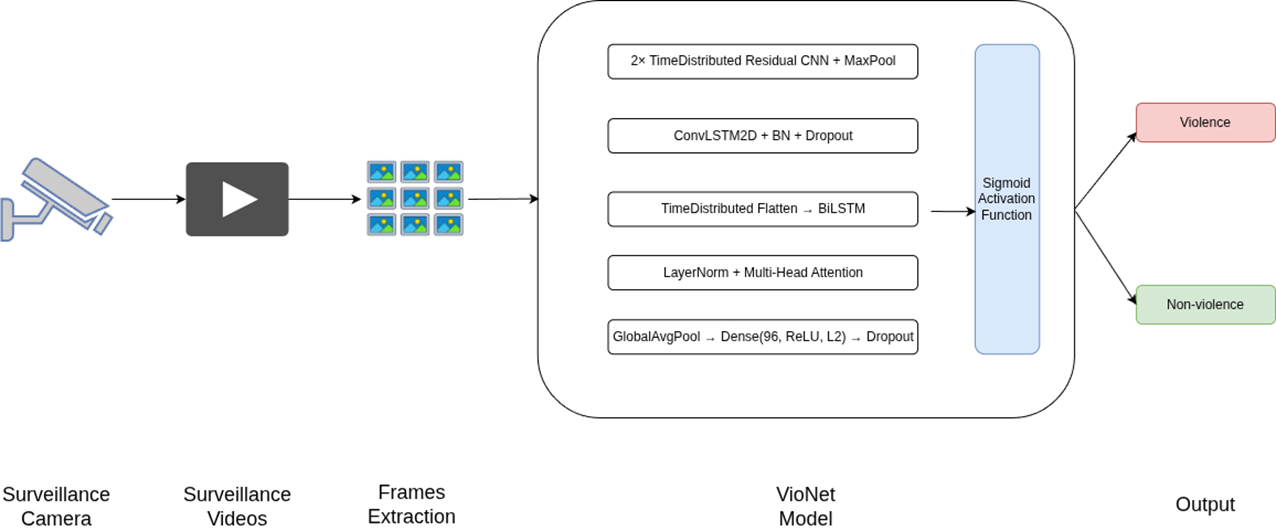 2× TimeDistributed Residual CNN + MaxPool
ConvLSTM2D + BN + Dropout
TimeDistributed Flatten → BiLSTM
LayerNorm + Multi-Head Attention
GlobalAvgPool → Dense(96, ReLU, L2) → Dropout
Sigmoid
Activation
Function
Violence
Non-violence
Surveillance
Camera
Surveillance
Videos
Frames
Extraction
VioNet
Model
Output